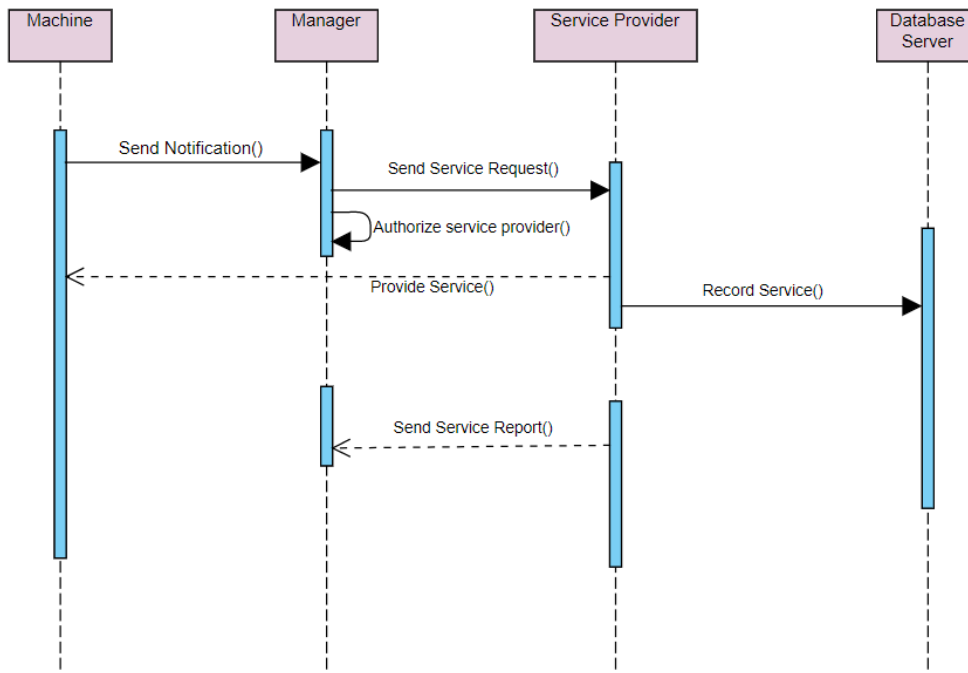 Machine
Manager
Service Provider
Database
Server
Send Notification()
Send Service Request()
Authorize service provider()
Provide Service()
Record Service()
Send Service Report()